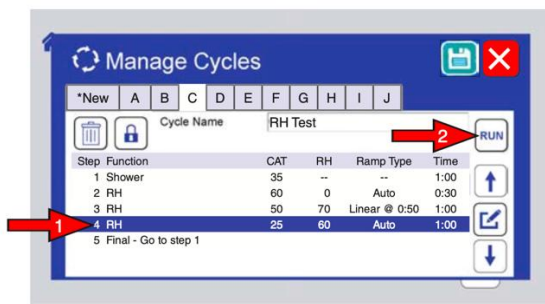 Manage Cycles
*New A B C D E F G H I J
Cycle Name RH Test
2 RUN
Step Function CAT RH Ramp Type Time
1 Shower 35 -- -- 1:00
2 RH 60 0 Auto 0:30
3 RH 50 70 Linear @ 0:50 1:00
1 4 RH 25 60 Auto 1:00
5 Final - Go to step 1